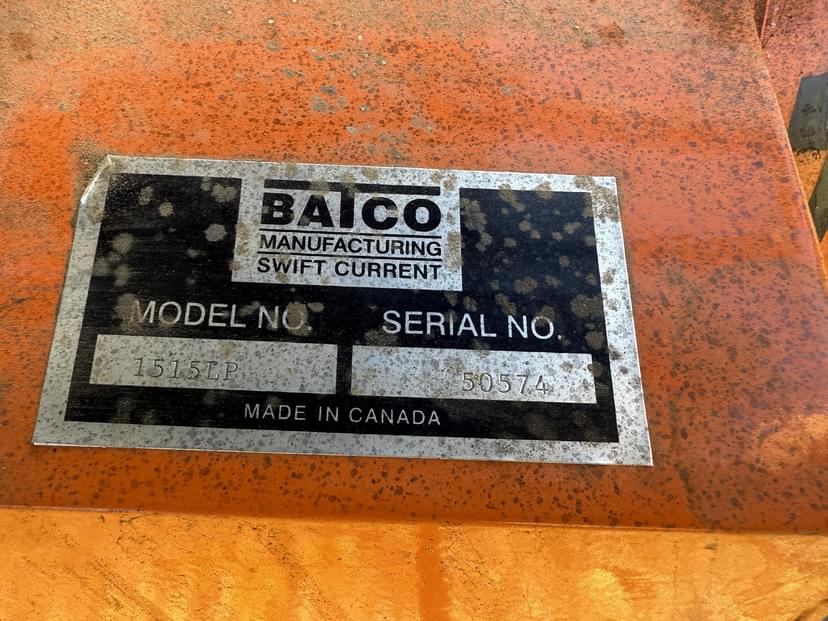 BATCO
MANUFACTURING
SWIFT CURRENT
MODEL NO. SERIAL NO.
1515LP 50574
MADE IN CANADA